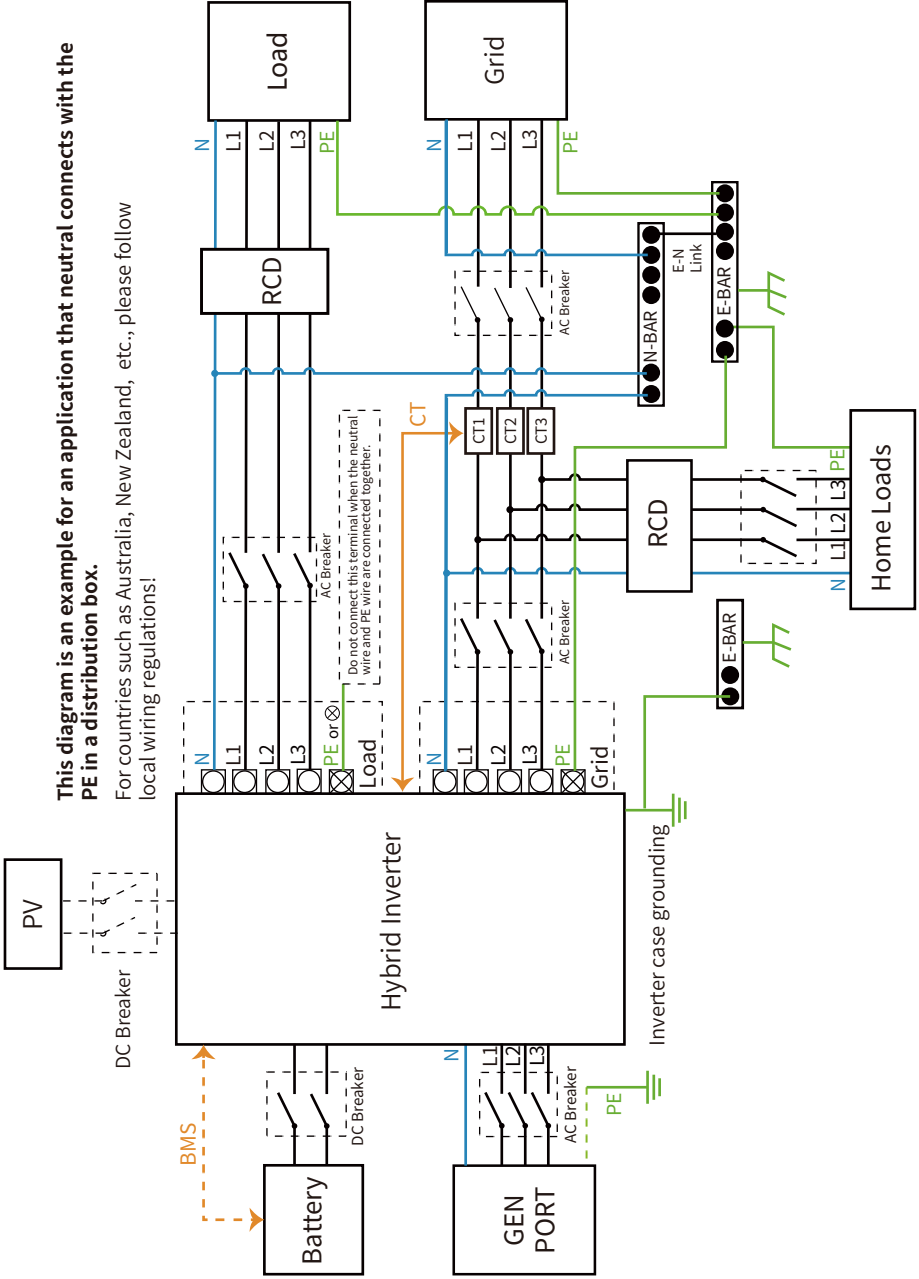 This diagram is an example for an application that neutral connects with the
PE in a distribution box.
For countries such as Australia, New Zealand, etc., please follow
local wiring regulations!
PV
DC Breaker
BMS
Battery
DC Breaker
GEN
PORT
N
L1
L2
L3
AC Breaker
PE
Hybrid Inverter
Inverter case grounding
N
L1
L2
L3
PE or
Load
Do not connect this terminal when the neutral
wire and PE wire are connected together.
AC Breaker
RCD
N
L1
L2
L3
PE
Load
CT
N
L1
L2
L3
PE
Grid
AC Breaker
CT1
CT2
CT3
AC Breaker
N
L1
L2
L3
PE
Grid
N-BAR
E-N
Link
E-BAR
RCD
E-BAR
N
L1
L2
L3
PE
Home Loads